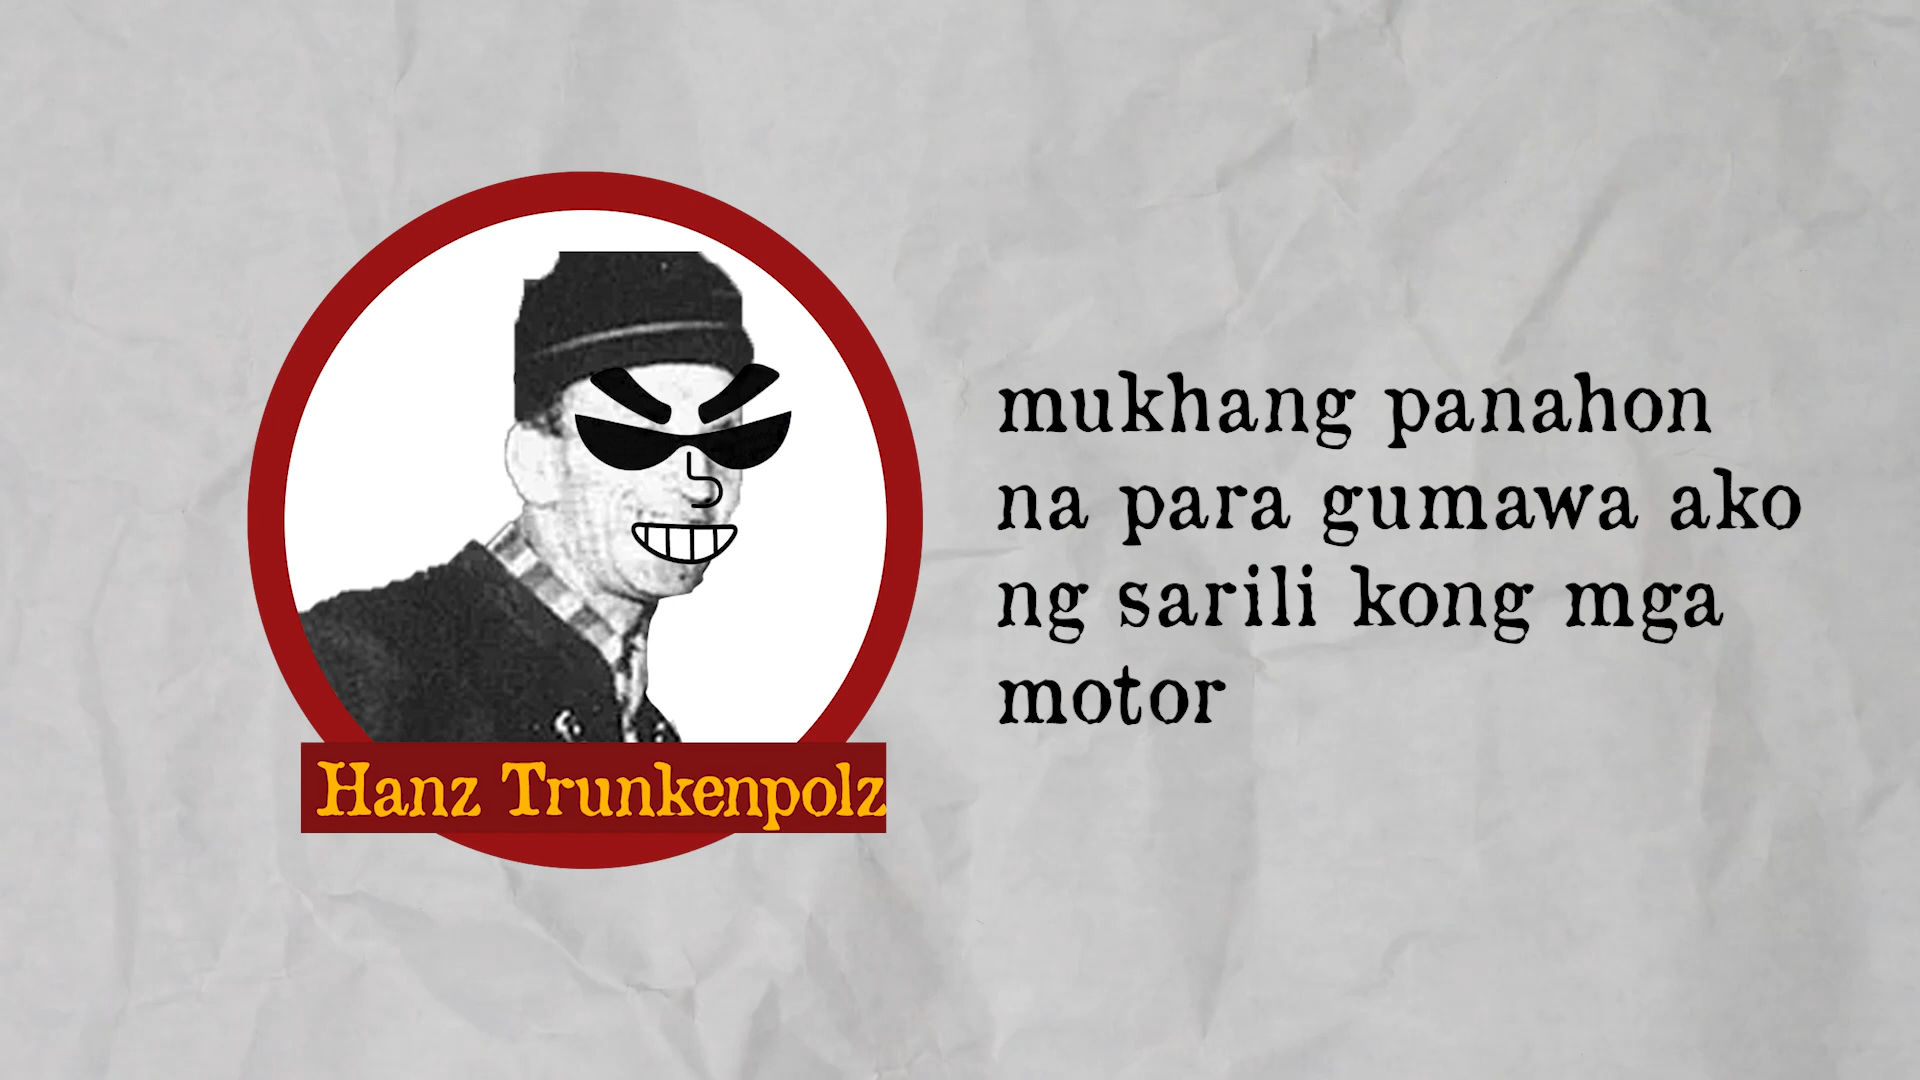 Hanz Trunkenpolz
mukhang panahon
na para gumawa ako
ng sarili kong mga
motor